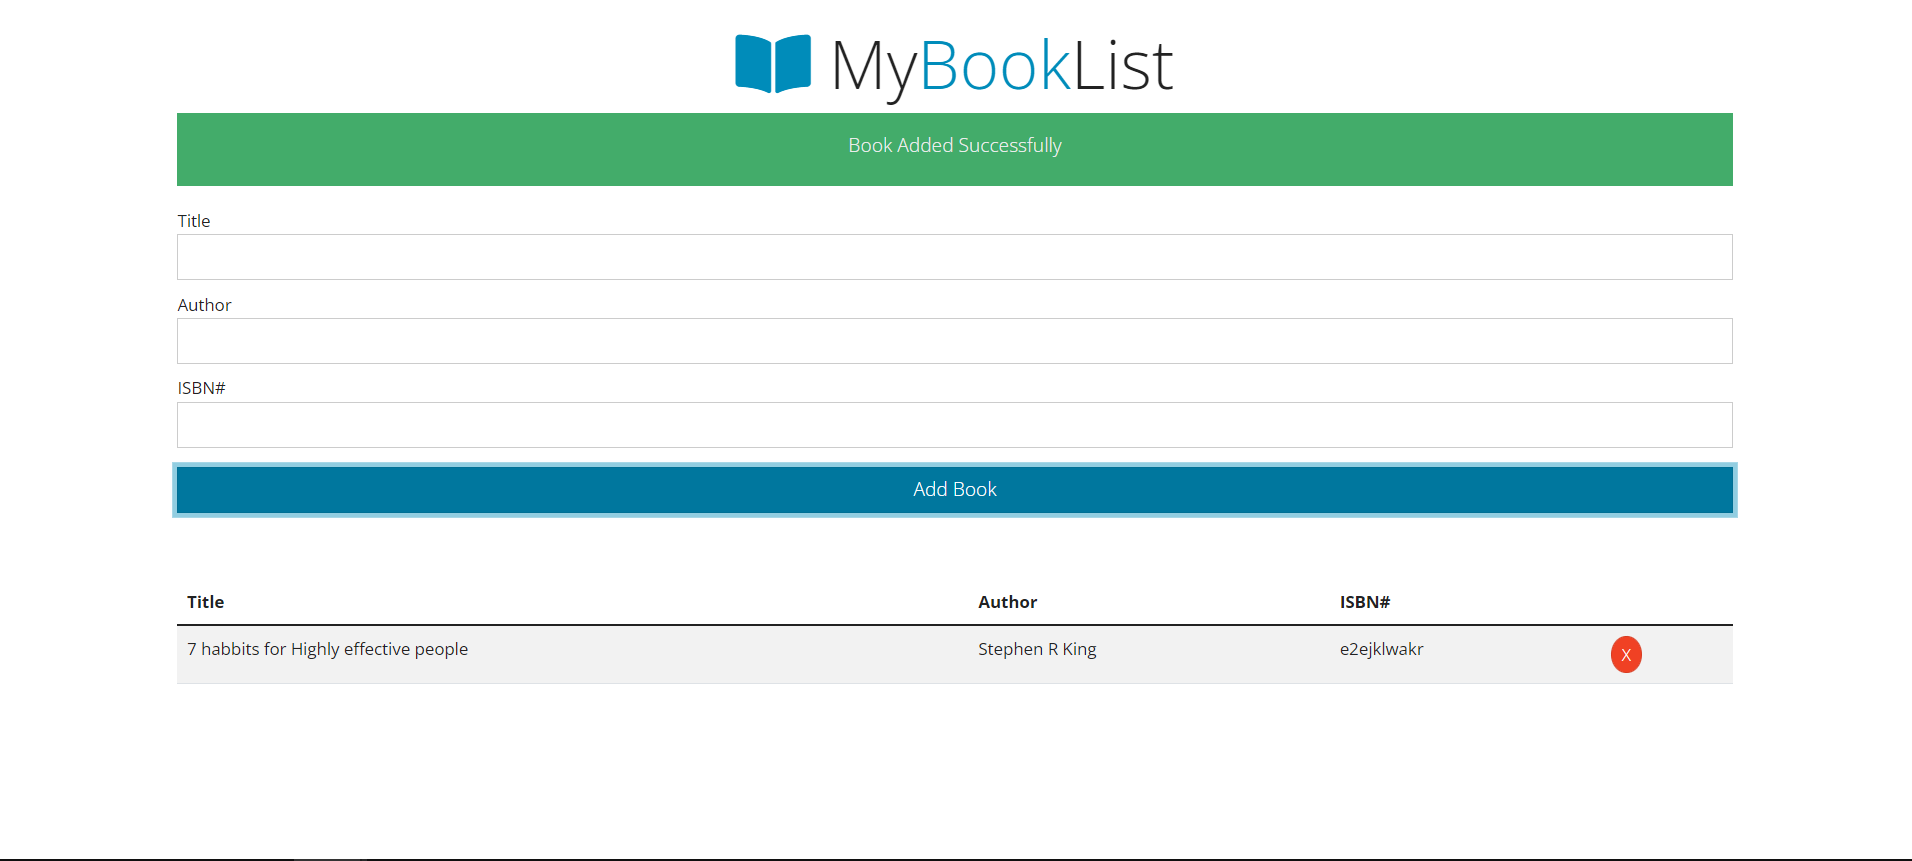 MyBookList
Book Added Successfully
Title
Author
ISBN#
Add Book
Title Author ISBN#
7 habbits for Highly effective people Stephen R King e2ejklwakr X